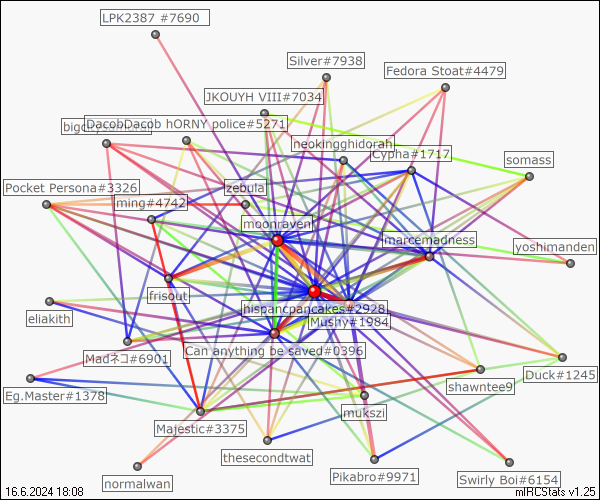 LPK2387 #7690
Silver#7938
Fedora Stoat#4479
JKOUYH VIII#7034
DacobDacob hORNY police#5271
neokingghidorah
Cypha#1717
somass
Pocket Persona#3326
zebula
ming#4742
moonraven
marcemadness
yoshimanden
frisout
hispancpancakes#2928
eliakith
Mushy#1984
Can anything be saved#0396
Madネコ#6901
Duck#1245
shawntee9
Eg.Master#1378
mukszi
Majestic#3375
thesecondtwat
Pikabro#9971
Swirly Boi#6154
normalwan
16.6.2024 18:08
mIRCStats v1.25